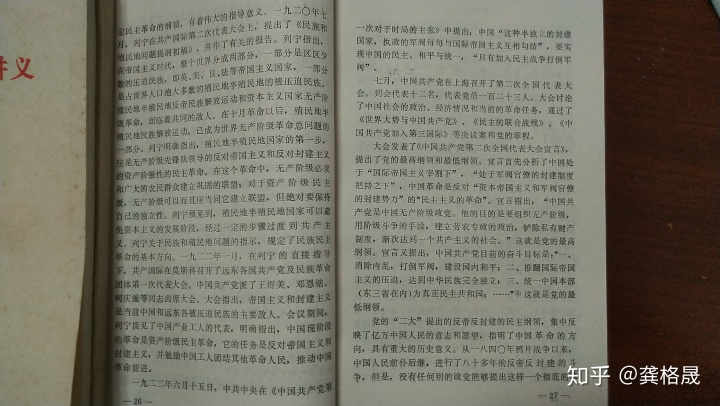 讲义
定民主革命的纲领，有着伟大的指导意义。一九二〇年七
月，列宁在共产国际第二次代表大会上，提出了《民族和
殖民地问题提纲初稿》，并作了有关的报告。列宁指出，
在帝国主义时代，整个世界分成两部分，一部分是区区少
数的压迫民族，即英、美、日、法等帝国主义国家，一部分
是占世界人口绝大多数的殖民地半殖民地的被压迫民族。
殖民地半殖民地反帝民族解放运动和资本主义国家无产阶
级革命，面临着共同的敌人。在十月革命以后，殖民地半
殖民地民族解放运动，已成为世界无产阶级革命总问题的
一部分。列宁明确指出，殖民地半殖民地国家的第一步，
应是无产阶级先锋队领导的反对帝国主义和反对封建主义
的资产阶级性的民主革命。在这个革命中，无产阶级必须
和广大的农民群众建立巩固的联盟；对于资产阶级民主
派，无产阶级可以而且应当同它建立联盟，但绝对要保持
自己的独立性。列宁预见到，殖民地半殖民地国家可以避
免资本主义的发展阶段，经过一定的步骤过渡到共产主
义。列宁关于民族和殖民地问题的指示，规定了民族民主
革命的基本方向。一九二二年一月，在列宁的直接指导
下，共产国际在莫斯科召开了远东各国共产党及民族革命
团体第一次代表大会。中国共产党派了王烬美、邓恩铭、
柯庆施等同志出席大会。大会指出，帝国主义和封建主义
是当前中国和远东各被压迫民族的主要敌人。会议期间，
列宁接见了中国产业工人的代表，明确指出，中国现阶段
的革命是民主革命，它的任务是反对帝国主义和
封建主义，并勉励中国工人团结其他革命人民，推动中国
革命前进。
一九二二年六月十五日，中共中央在《中国共产党第
— 26 —
一次对于时局的主张》中提出，中国“这种半独立的封建
国家，执政的军阀每每与国际帝国主义互相勾结”，要实
现中国的民主、和平与统一，“只有加入民主战争打倒军
阀”。
七月，中国共产党在上海召开了第二次全国代表大
会。到会代表十二名，代表党员一百二十三人。大会讨论
了中国社会的政治、经济情况和当前的革命任务，通过了
《世界大势与中国共产党》、《民主的联合战线》、《中
国共产党加入第三国际》等决议案和党的章程。
大会发表了《中国共产党第二次全国代表大会宣言》，
提出了党的最高纲领和最低纲领。宣言首先分析了中国处
于“国际帝国主义宰割下”，“处于军阀官僚的封建制度
把持之下”，中国革命是反对“资本帝国主义和军阀官僚
的封建势力”的“民主主义的革命”。宣言指出，“中国共
产党是中国无产阶级政党。他的目的是要组织无产阶级，
用阶级斗争的手段，建立劳农专政的政治，铲除私有财产
制度，渐次达到一个共产主义的社会。”这就是党的最高
纲领。宣言又提出，中国共产党目前的奋斗目标是：“一、
消除内乱，打倒军阀，建设国内和平；二、推翻国际帝国
主义的压迫，达到中华民族完全独立；三、统一中国本部
（东三省在内）为真正民主共和国；……”这就是党的最
低纲领。
党的“二大”提出的反帝反封建的民主纲领，集中反
映了亿万中国人民的意志和愿望，指明了中国革命的方
向，具有重大的历史意义。从一八四〇年鸦片战争以来，
中国人民前仆后继，进行了八十多年的反帝反封建的斗
争，但是，没有任何别的政党能够提出这样一个彻底的
— 27 —
知乎 @龚格晟